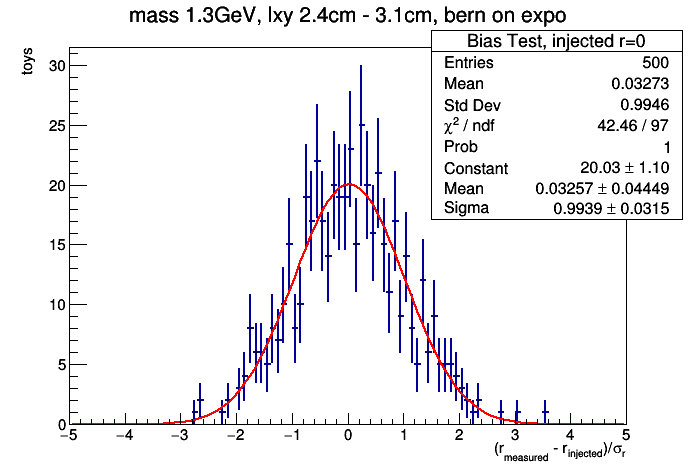 mass 1.3GeV, lxy 2.4cm - 3.1cm, bern on expo
Bias Test, injected r=0
Entries 500
Mean 0.03273
Std Dev 0.9946
χ² / ndf 42.46 / 97
Prob 1
Constant 20.03 ± 1.10
Mean 0.03257 ± 0.04449
Sigma 0.9939 ± 0.0315
toys
30
25
20
15
10
5
0
−5 −4 −3 −2 −1 0 1 2 3 4 5
(r_measured - r_injected)/σ_r